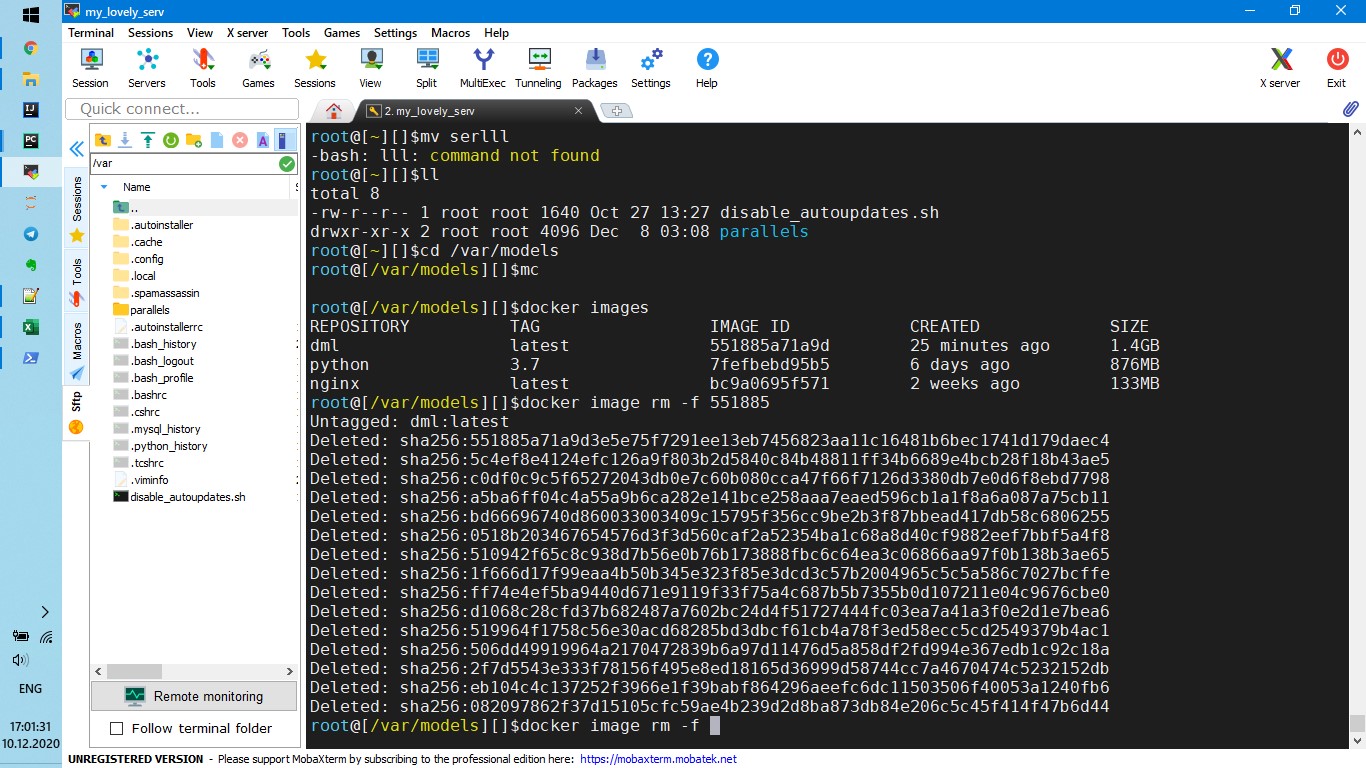 my_lovely_serv
Terminal Sessions View X server Tools Games Settings Macros Help
Session Servers Tools Games Sessions View Split MultiExec Tunneling Packages Settings Help X server Exit
Quick connect...
2. my_lovely_serv
/var
Name
..
.autoinstaller
.cache
.config
.local
.spamassassin
parallels
.autoinstallerrc
.bash_history
.bash_logout
.bash_profile
.bashrc
.cshrc
.mysql_history
.python_history
.tcshrc
.viminfo
disable_autoupdates.sh
Sessions
Tools
Macros
Sftp
Remote monitoring
Follow terminal folder
root@[~][]$mv serlll
-bash: lll: command not found
root@[~][]$ll
total 8
-rw-r--r-- 1 root root 1640 Oct 27 13:27 disable_autoupdates.sh
drwxr-xr-x 2 root root 4096 Dec  8 03:08 parallels
root@[~][]$cd /var/models
root@[/var/models][]$mc
root@[/var/models][]$docker images
REPOSITORY          TAG                 IMAGE ID            CREATED             SIZE
dml                 latest              551885a71a9d        25 minutes ago      1.4GB
python              3.7                 7fefbebd95b5        6 days ago          876MB
nginx               latest              bc9a0695f571        2 weeks ago         133MB
root@[/var/models][]$docker image rm -f 551885
Untagged: dml:latest
Deleted: sha256:551885a71a9d3e5e75f7291ee13eb7456823aa11c16481b6bec1741d179daec4
Deleted: sha256:5c4ef8e4124efc126a9f803b2d5840c84b48811ff34b6689e4bcb28f18b43ae5
Deleted: sha256:c0df0c9c5f65272043db0e7c60b080cca47f66f7126d3380db7e0d6f8ebd7798
Deleted: sha256:a5ba6ff04c4a55a9b6ca282e141bce258aaa7eaed596cb1a1f8a6a087a75cb11
Deleted: sha256:bd66696740d860033003409c15795f356cc9be2b3f87bbead417db58c6806255
Deleted: sha256:0518b203467654576d3f3d560caf2a52354ba1c68a8d40cf9882eef7bbf5a4f8
Deleted: sha256:510942f65c8c938d7b56e0b76b173888fbc6c64ea3c06866aa97f0b138b3ae65
Deleted: sha256:1f666d17f99eaa4b50b345e323f85e3dcd3c57b2004965c5c5a586c7027bcffe
Deleted: sha256:ff74e4ef5ba9440d671e9119f33f75a4c687b5b7355b0d107211e04c9676cbe0
Deleted: sha256:d1068c28cfd37b682487a7602bc24d4f51727444fc03ea7a41a3f0e2d1e7bea6
Deleted: sha256:519964f1758c56e30acd68285bd3dbcf61cb4a78f3ed58ecc5cd2549379b4ac1
Deleted: sha256:506dd49919964a2170472839b6a97d11476d5a858df2fd994e367edb1c92c18a
Deleted: sha256:2f7d5543e333f78156f495e8ed18165d36999d58744cc7a4670474c5232152db
Deleted: sha256:eb104c4c137252f3966e1f39babf864296aeefc6dc11503506f40053a1240fb6
Deleted: sha256:082097862f37d15105cfc59ae4b239d2d8ba873db84e206c5c45f414f47b6d44
root@[/var/models][]$docker image rm -f
ENG
17:01:31
10.12.2020
UNREGISTERED VERSION - Please support MobaXterm by subscribing to the professional edition here: https://mobaxterm.mobatek.net